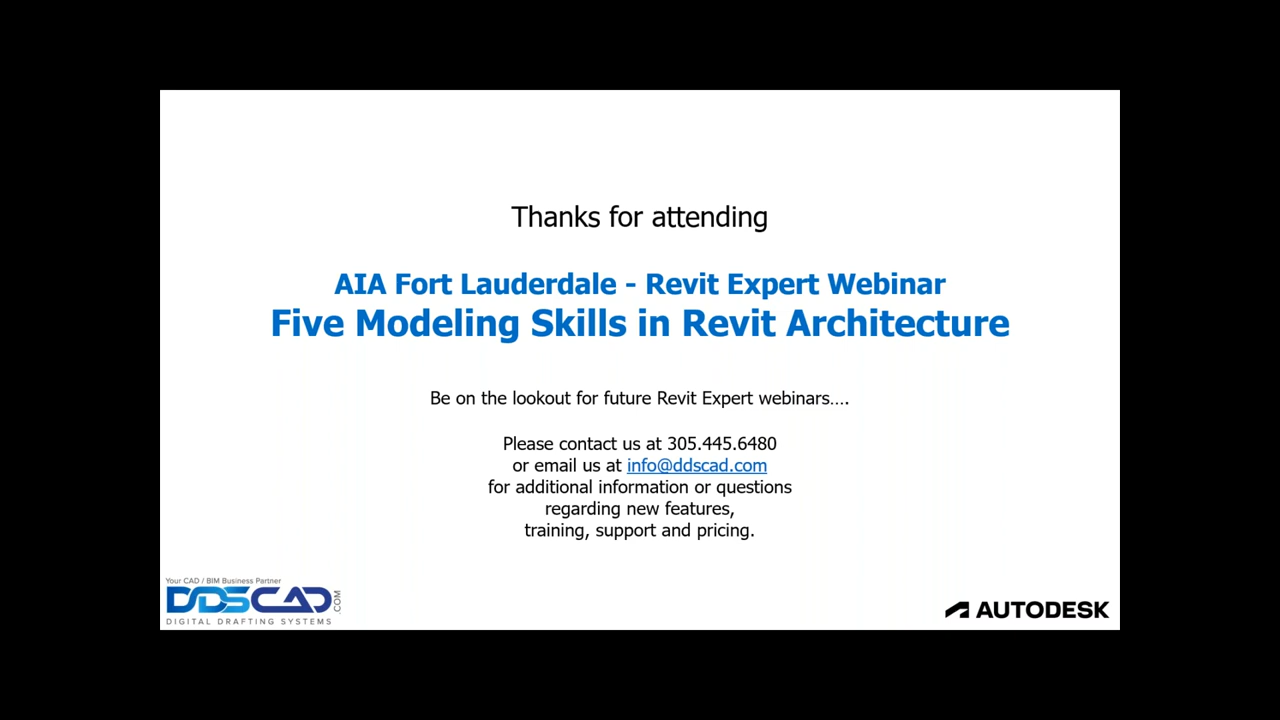 Thanks for attending
AIA Fort Lauderdale - Revit Expert Webinar
Five Modeling Skills in Revit Architecture
Be on the lookout for future Revit Expert webinars....
Please contact us at 305.445.6480
or email us at info@ddscad.com
for additional information or questions
regarding new features,
training, support and pricing.
Your CAD / BIM Business Partner
DDSCAD.COM
DIGITAL DRAFTING SYSTEMS
AUTODESK